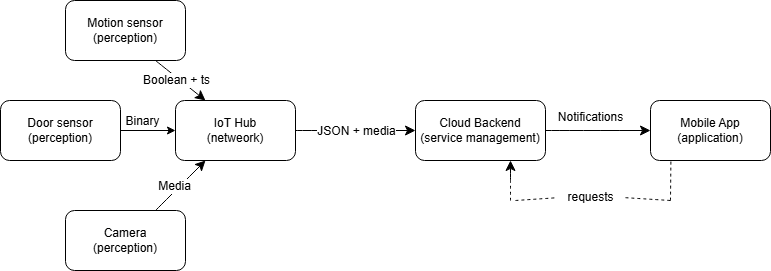 Motion sensor
(perception)
Boolean + ts
Door sensor
(perception)
Binary
IoT Hub
(netweork)
JSON + media
Cloud Backend
(service management)
Notifications
Mobile App
(application)
Media
requests
Camera
(perception)